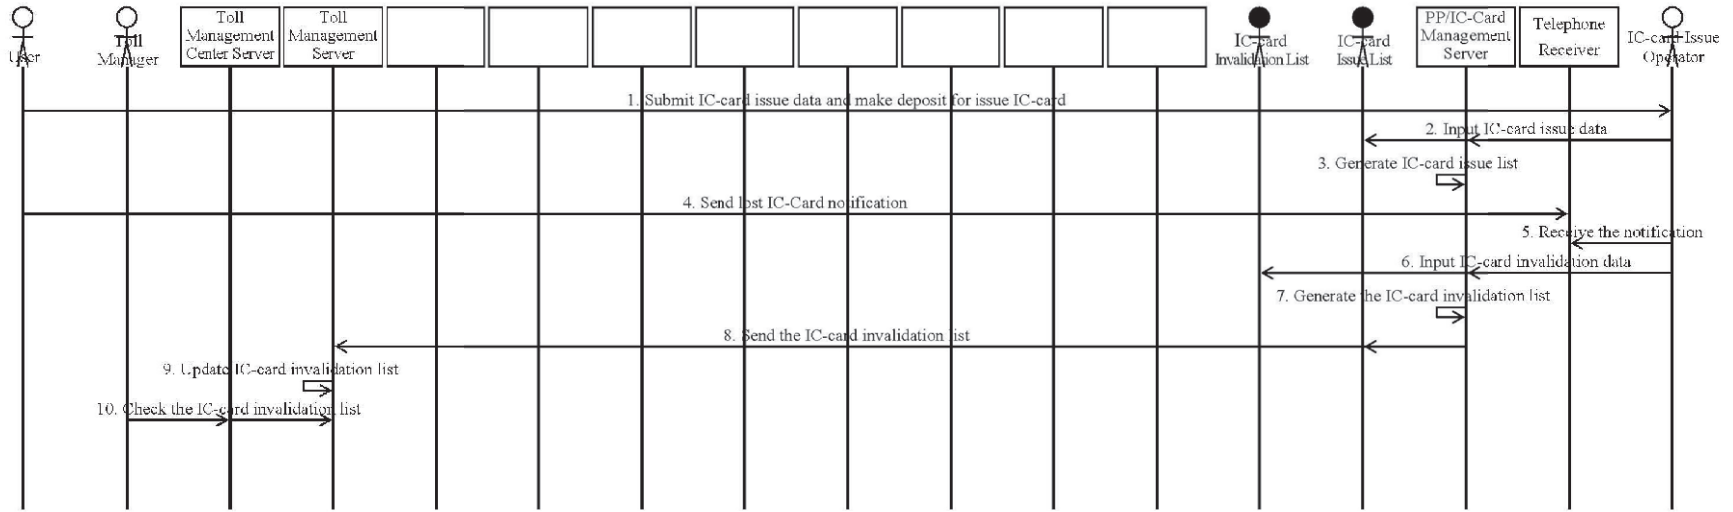 User
Toll
Manager
Toll
Management
Center Server
Toll
Management
Server
IC-card
Invalidation List
IC-card
Issue List
PP/IC-Card
Management
Server
Telephone
Receiver
IC-card Issue
Operator
1. Submit IC-card issue data and make deposit for issue IC-card
2. Input IC-card issue data
3. Generate IC-card issue list
4. Send lost IC-Card notification
5. Receive the notification
6. Input IC-card invalidation data
7. Generate the IC-card invalidation list
8. Send the IC-card invalidation list
9. Update IC-card invalidation list
10. Check the IC-card invalidation list